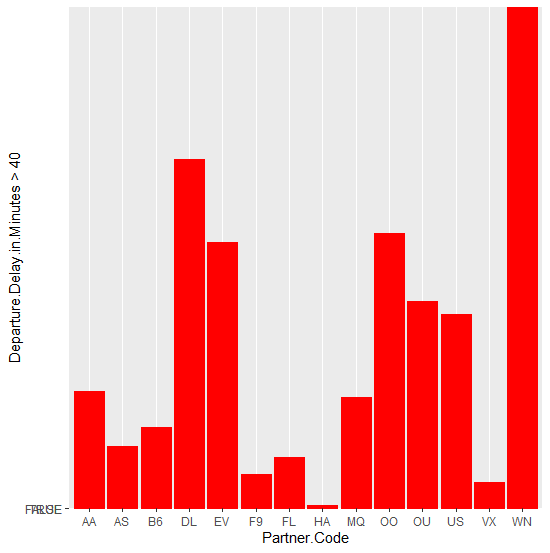 Departure.Delay.in.Minutes > 40
AA AS B6 DL EV F9 FL HA MQ OO OU US VX WN
Partner.Code